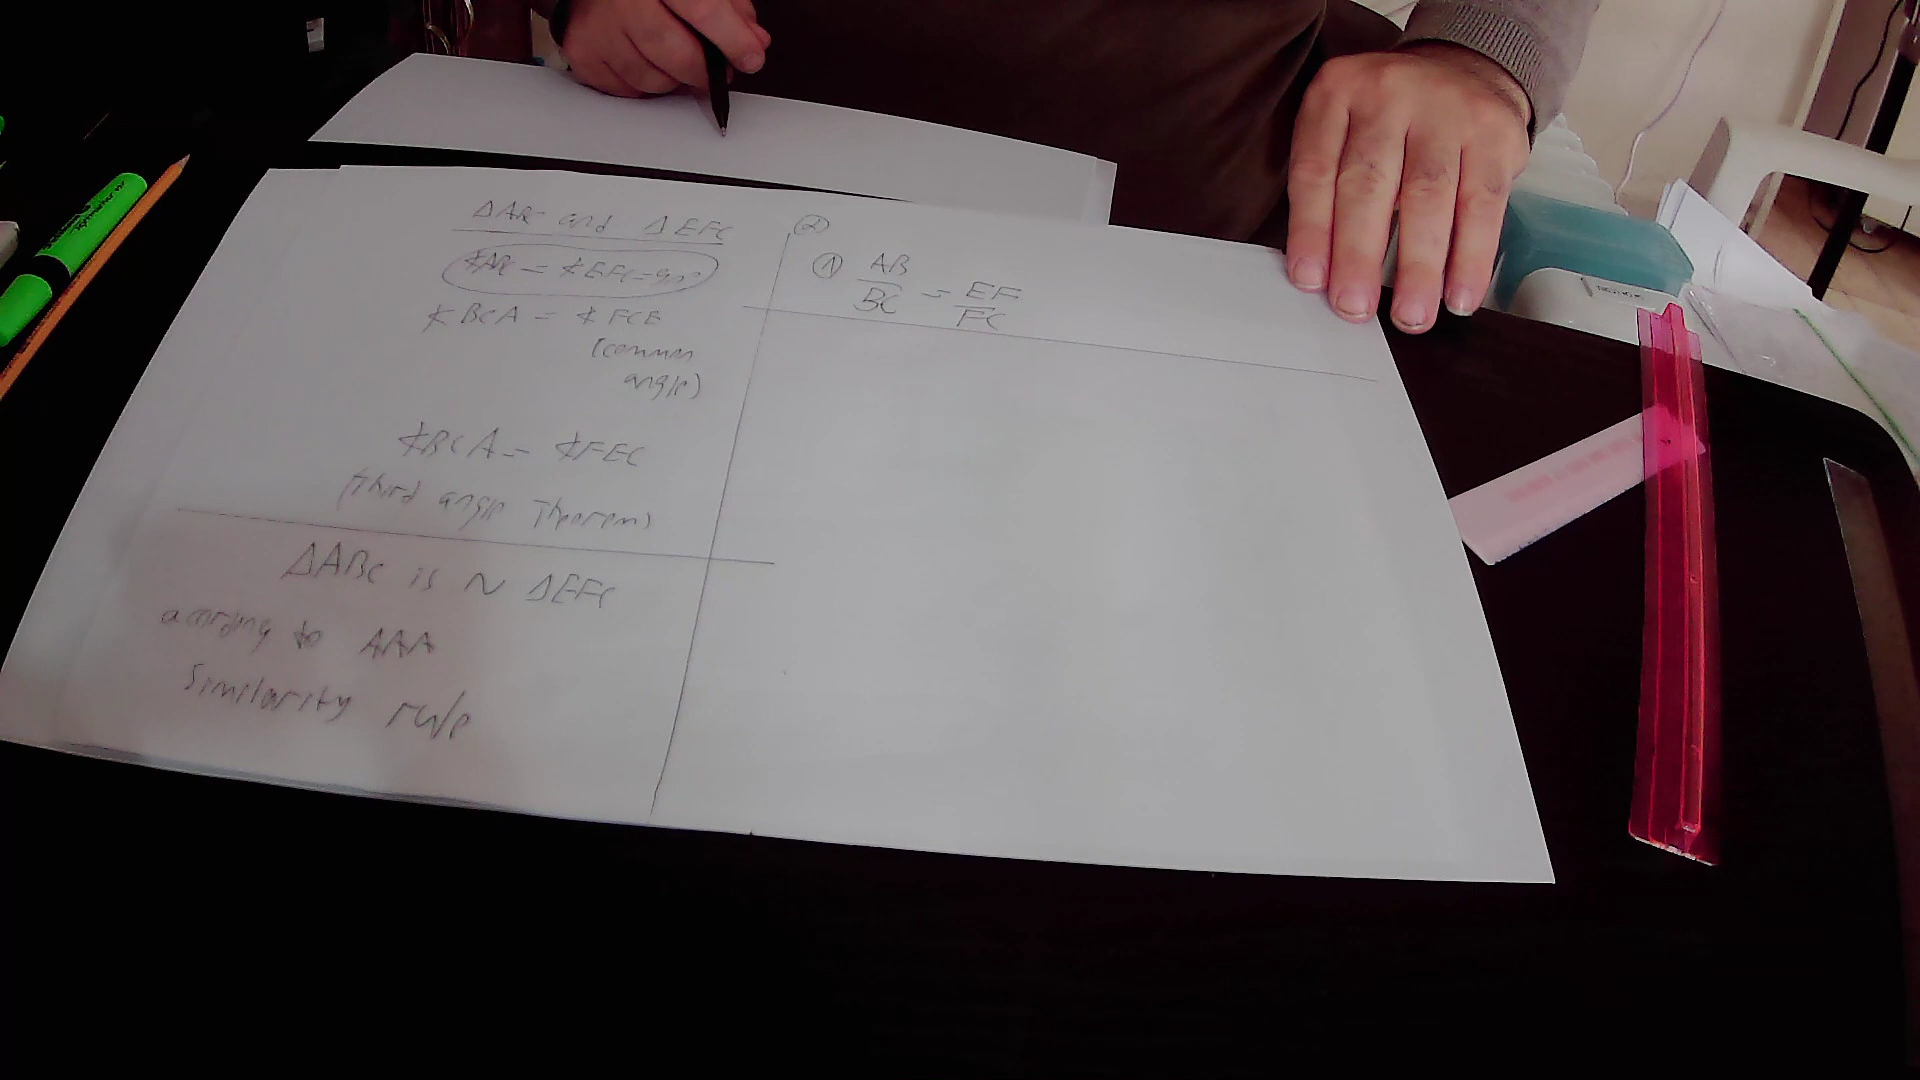 ΔABC and ΔEFC
∡ABC = ∡EFC=90°
∡BCA = ∡FCE
(common
angle)
∡BCA = ∡FEC
(third angle Theorem)
ΔABC is ~ ΔEFC
acording to AAA
Similarity rule
②
① AB/BC = EF/FC